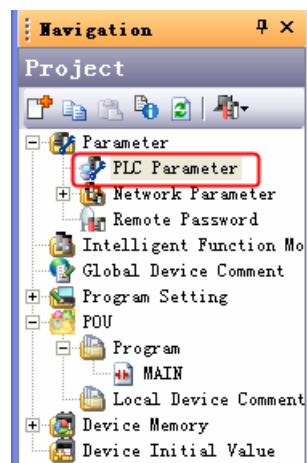 Navigation
Project
Parameter
PLC Parameter
Network Parameter
Remote Password
Intelligent Function Mo
Global Device Comment
Program Setting
POU
Program
MAIN
Local Device Comment
Device Memory
Device Initial Value